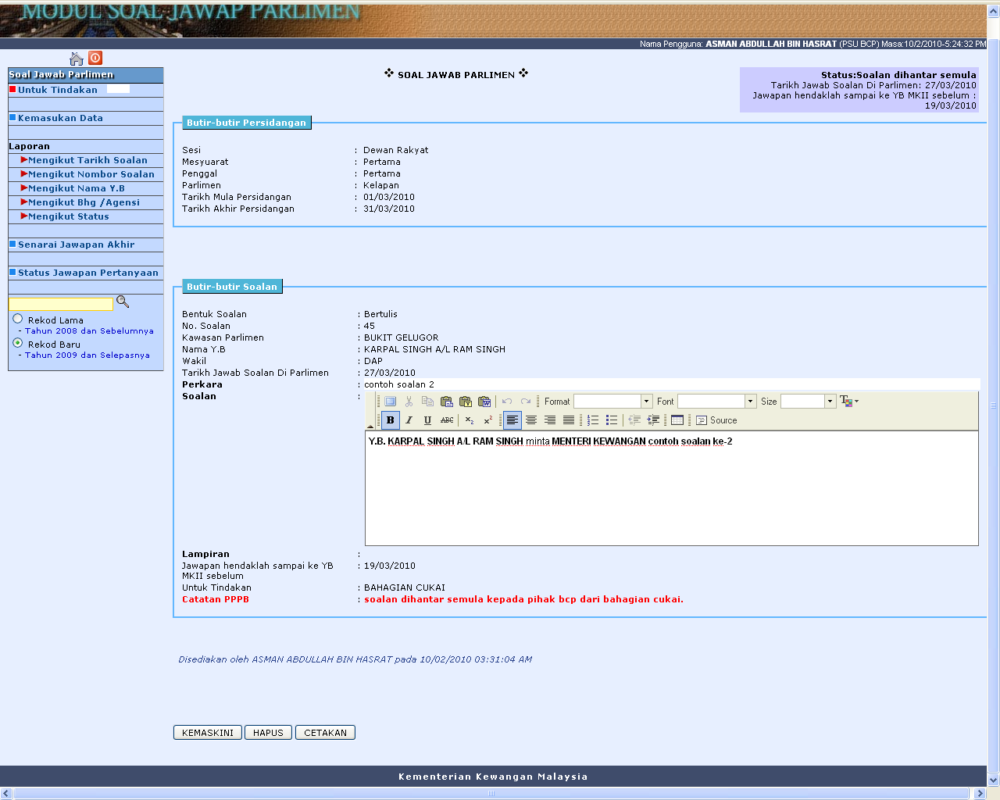 MODUL SOAL JAWAP PARLIMEN
Nama Pengguna: ASMAN ABDULLAH BIN HASRAT (PSU BCP) Masa:10/2/2010-5:24:32 PM
Soal Jawab Parlimen
Untuk Tindakan
Kemasukan Data
Laporan
Mengikut Tarikh Soalan
Mengikut Nombor Soalan
Mengikut Nama Y.B
Mengikut Bhg /Agensi
Mengikut Status
Senarai Jawapan Akhir
Status Jawapan Pertanyaan
Rekod Lama
- Tahun 2008 dan Sebelumnya
Rekod Baru
- Tahun 2009 dan Selepasnya
❖ SOAL JAWAB PARLIMEN ❖
Status:Soalan dihantar semula
Tarikh Jawab Soalan Di Parlimen: 27/03/2010
Jawapan hendaklah sampai ke YB MKII sebelum :
19/03/2010
Butir-butir Persidangan
Sesi : Dewan Rakyat
Mesyuarat : Pertama
Penggal : Pertama
Parlimen : Kelapan
Tarikh Mula Persidangan : 01/03/2010
Tarikh Akhir Persidangan : 31/03/2010
Butir-butir Soalan
Bentuk Soalan : Bertulis
No. Soalan : 45
Kawasan Parlimen : BUKIT GELUGOR
Nama Y.B : KARPAL SINGH A/L RAM SINGH
Wakil : DAP
Tarikh Jawab Soalan Di Parlimen : 27/03/2010
Perkara : contoh soalan 2
Soalan :
Format Font Size
B I U ABC X₂ X² Source
Y.B. KARPAL SINGH A/L RAM SINGH minta MENTERI KEWANGAN contoh soalan ke-2
Lampiran :
Jawapan hendaklah sampai ke YB : 19/03/2010
MKII sebelum
Untuk Tindakan : BAHAGIAN CUKAI
Catatan PPPB : soalan dihantar semula kepada pihak bcp dari bahagian cukai.
Disediakan oleh ASMAN ABDULLAH BIN HASRAT pada 10/02/2010 03:31:04 AM
KEMASKINI HAPUS CETAKAN
Kementerian Kewangan Malaysia